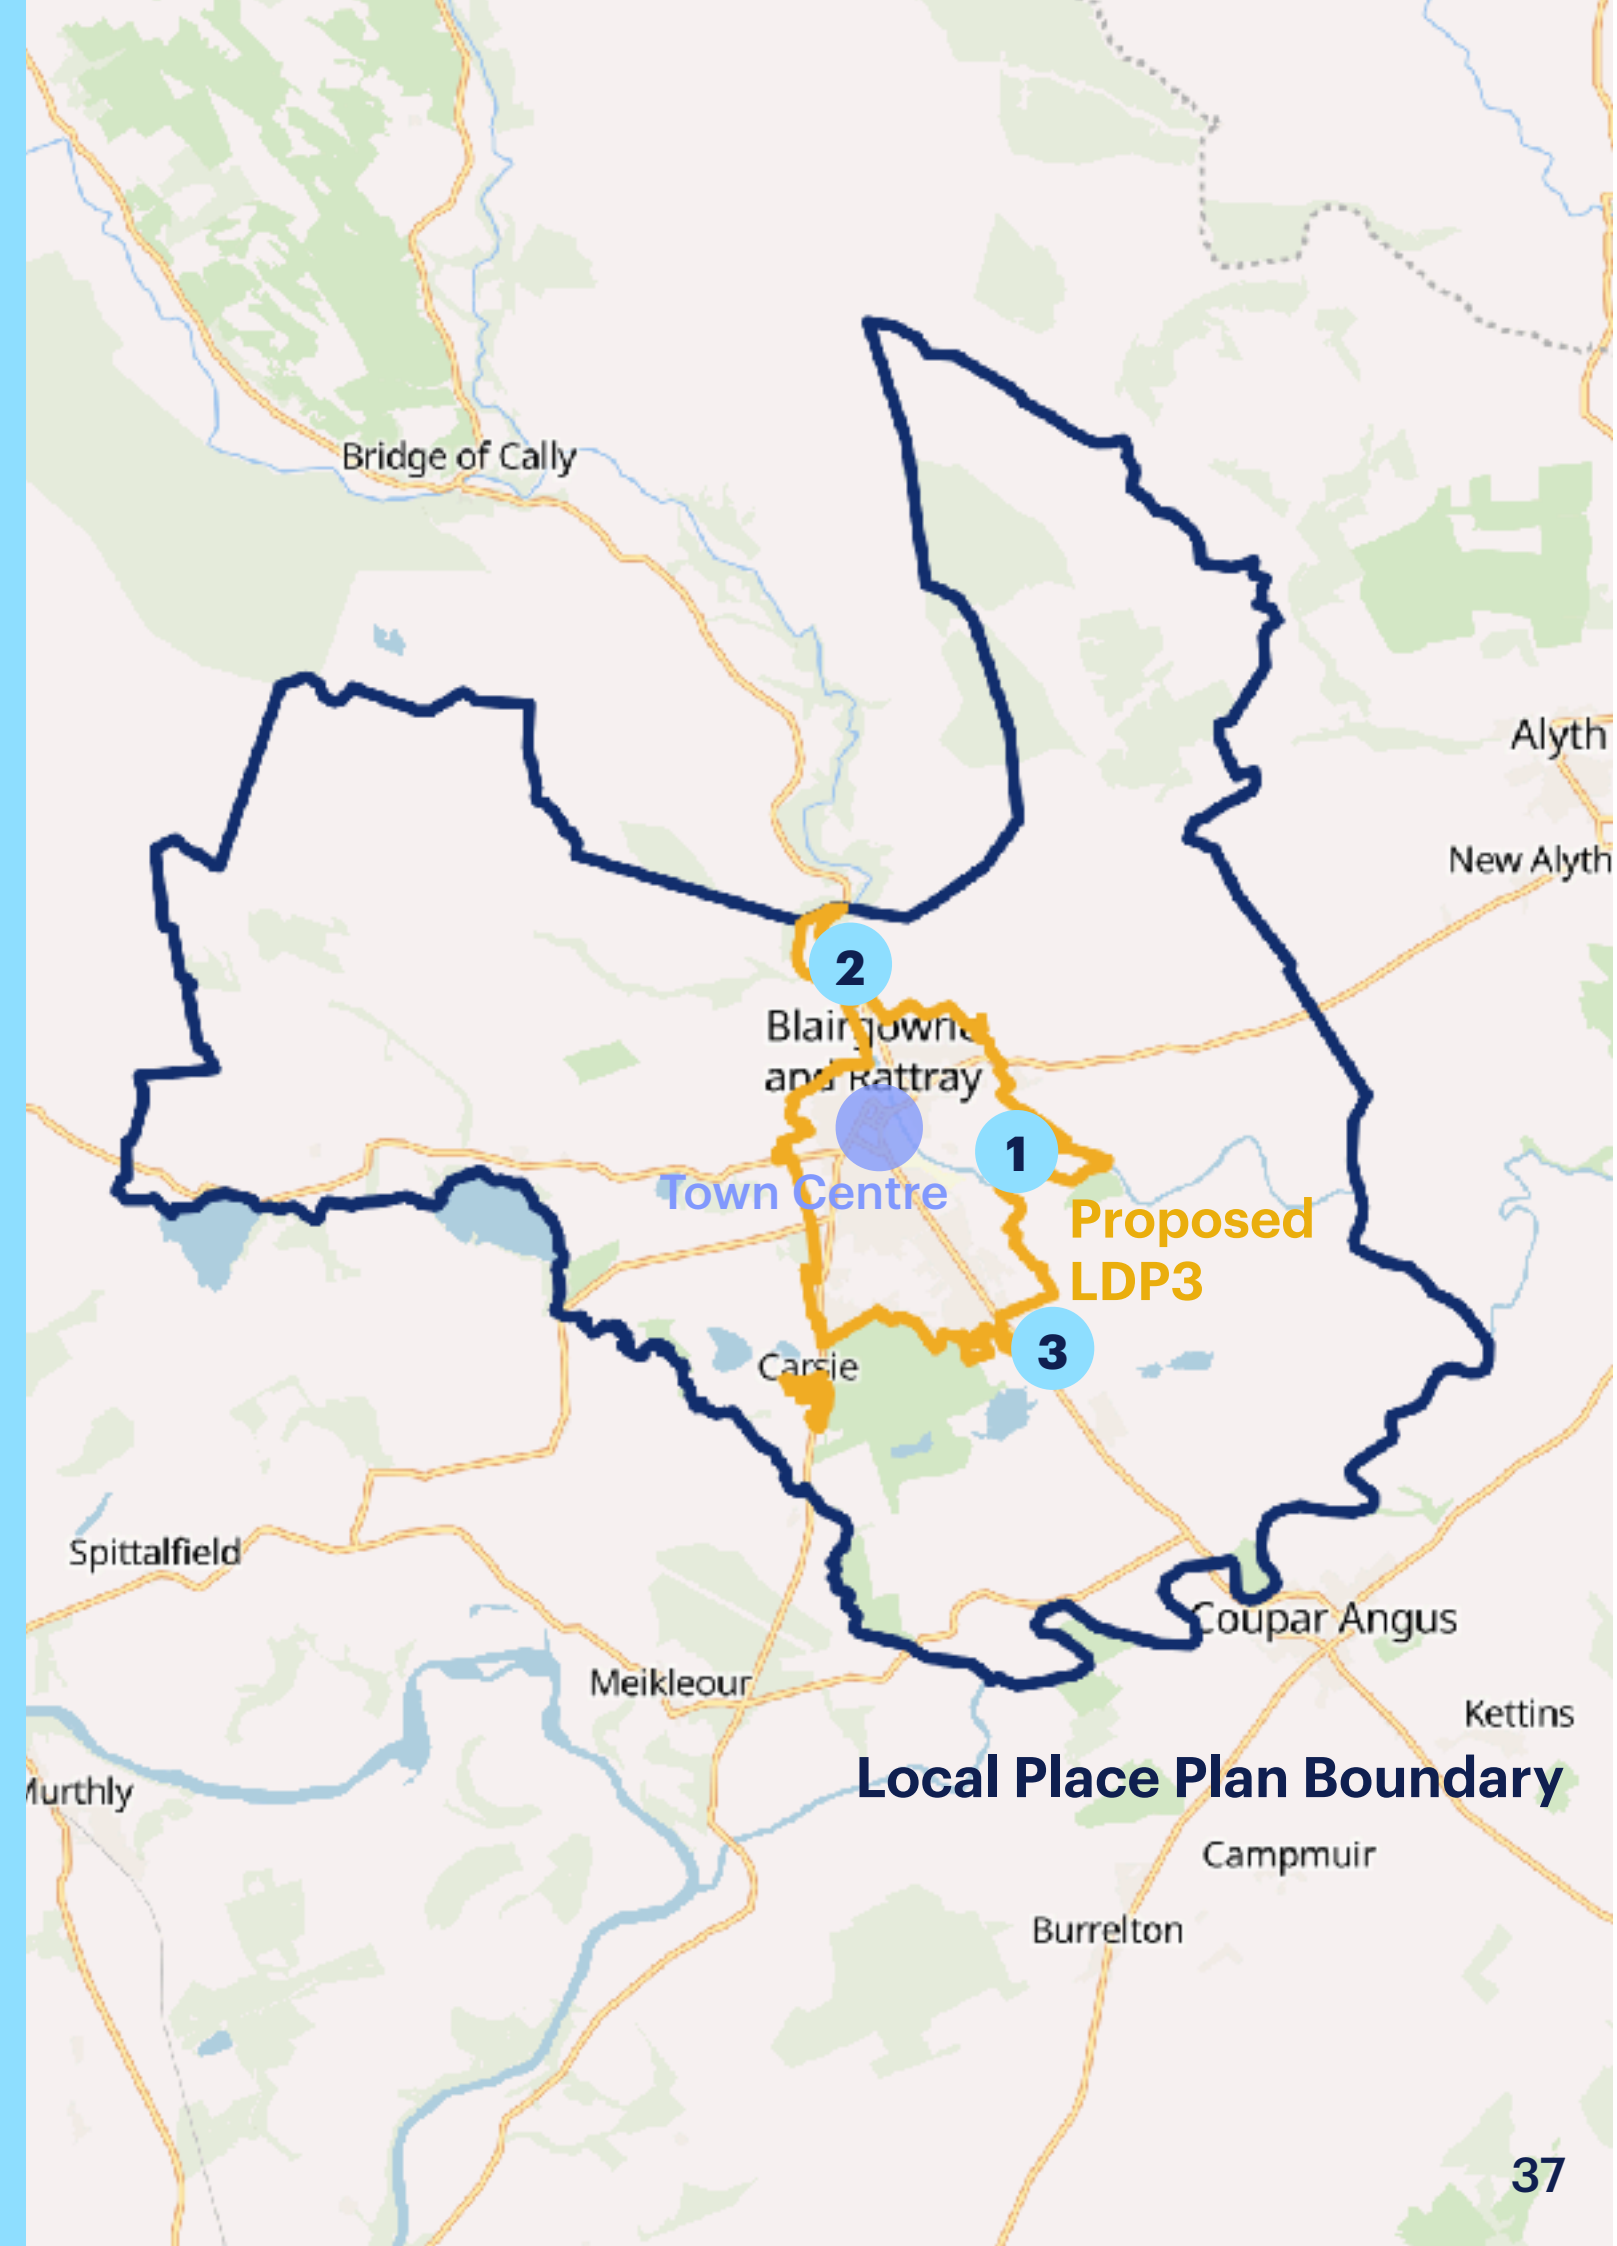 Bridge of Cally
Alyth
New Alyth
2
Blairgowrie
and Rattray
1
Town Centre
Proposed
LDP3
3
Carsie
Spittalfield
Coupar Angus
Meikleour
Kettins
Local Place Plan Boundary
Murthly
Campmuir
Burrelton
37